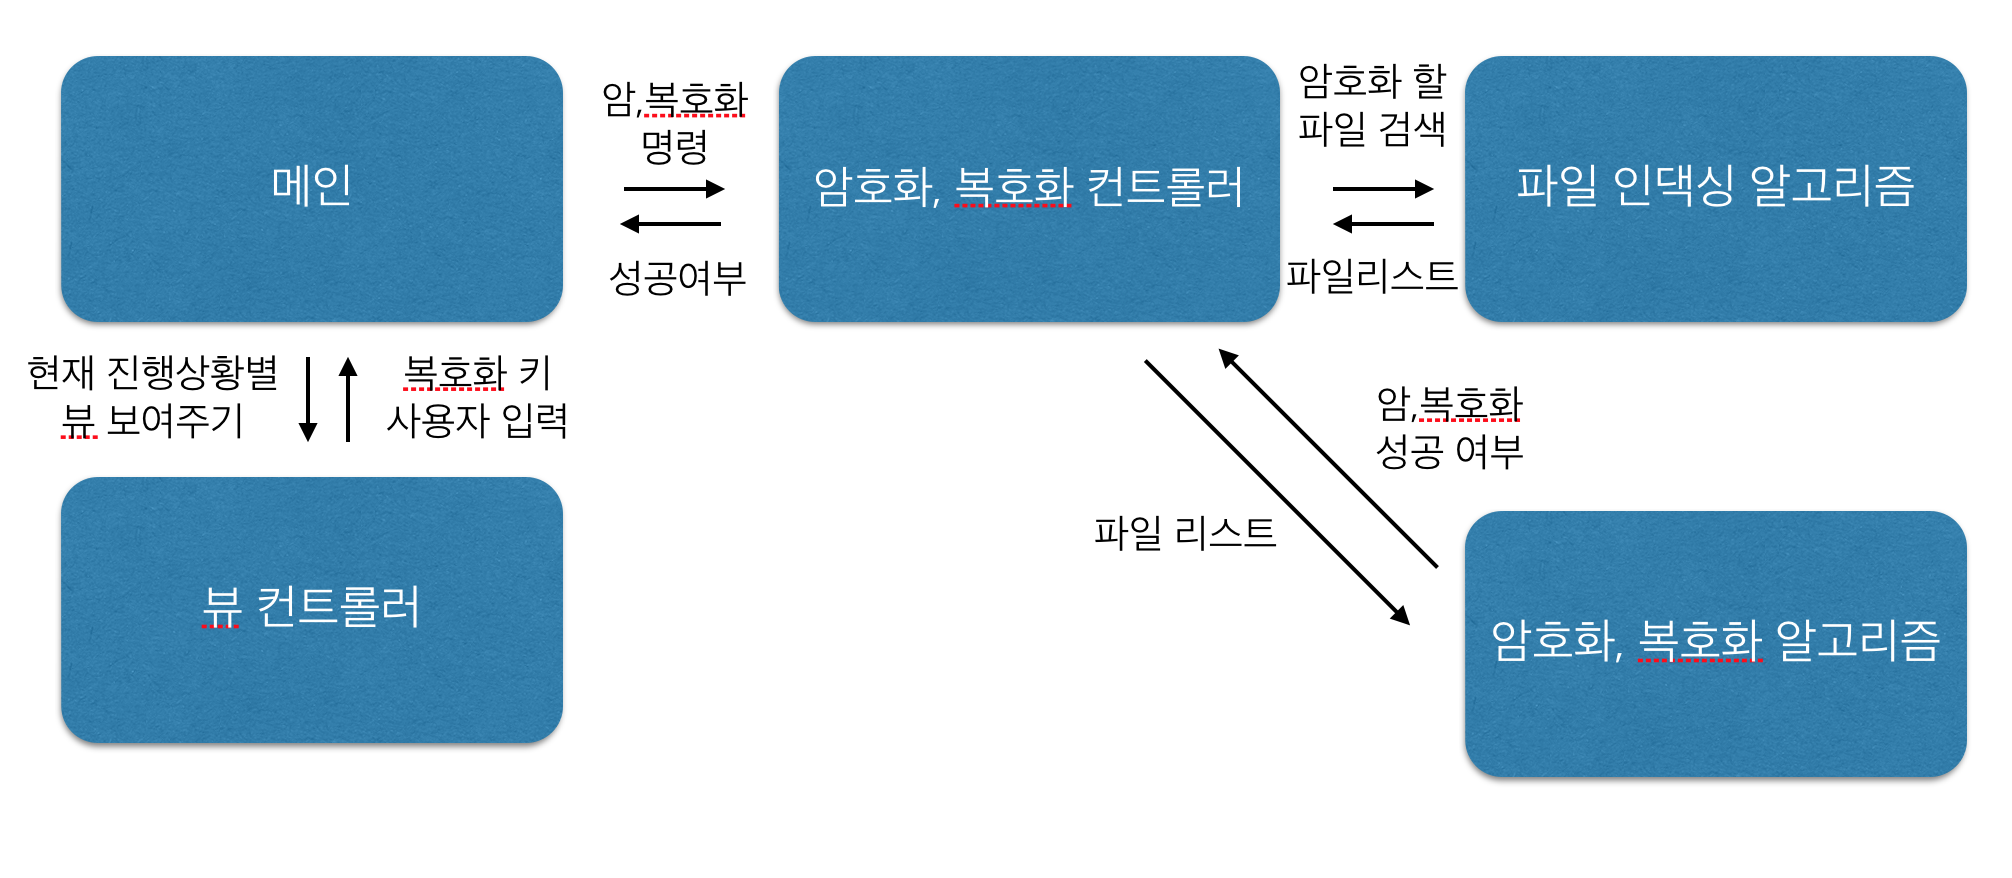 메인
암,복호화
명령
성공여부
암호화, 복호화 컨트롤러
암호화 할
파일 검색
파일리스트
파일 인댁싱 알고리즘
현재 진행상황별
뷰 보여주기
복호화 키
사용자 입력
암,복호화
성공 여부
파일 리스트
뷰 컨트롤러
암호화, 복호화 알고리즘